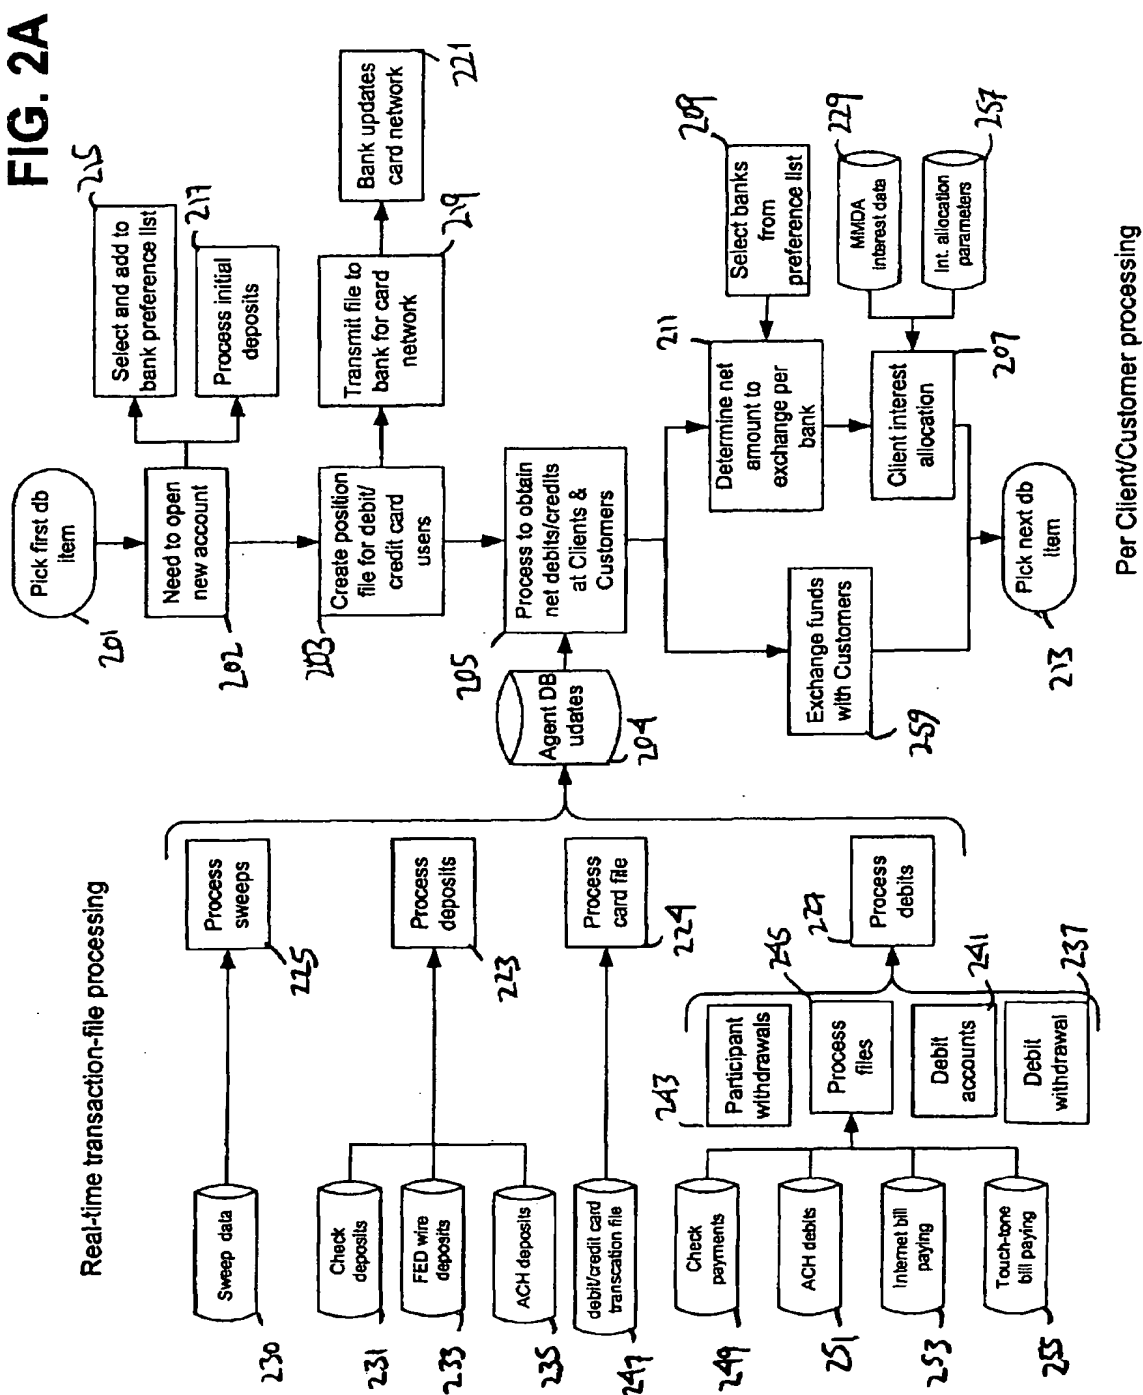 FIG. 2A
Real-time transaction-file processing
Sweep data
230
Process
sweeps
225
Check
deposits
231
FED wire
deposits
233
ACH deposits
235
Process
deposits
223
debit/credit card
transcation file
247
Process
card file
224
Check
payments
249
ACH debits
251
Internet bill
paying
253
Touch-tone
bill paying
255
243
Participant
withdrawals
245
Process
files
Debit
accounts
241
Debit
withdrawal
237
227
Process
debits
Agent DB
udates
204
Pick first db
item
201
Need to open
new account
202
Select and add to
bank preference list
215
Process initial
deposits
217
203
Create position
file for debit/
credit card
users
Transmit file to
bank for card
network
219
Bank updates
card network
221
205
Process to obtain
net debits/credits
at Clients &
Customers
Exchange funds
with Customers
259
211
Determine net
amount to
exchange per
bank
209
Select banks
from
preference list
Client interest
allocation
207
MMDA
interest data
229
Int. allocation
parameters
257
Pick next db
item
213
Per Client/Customer processing